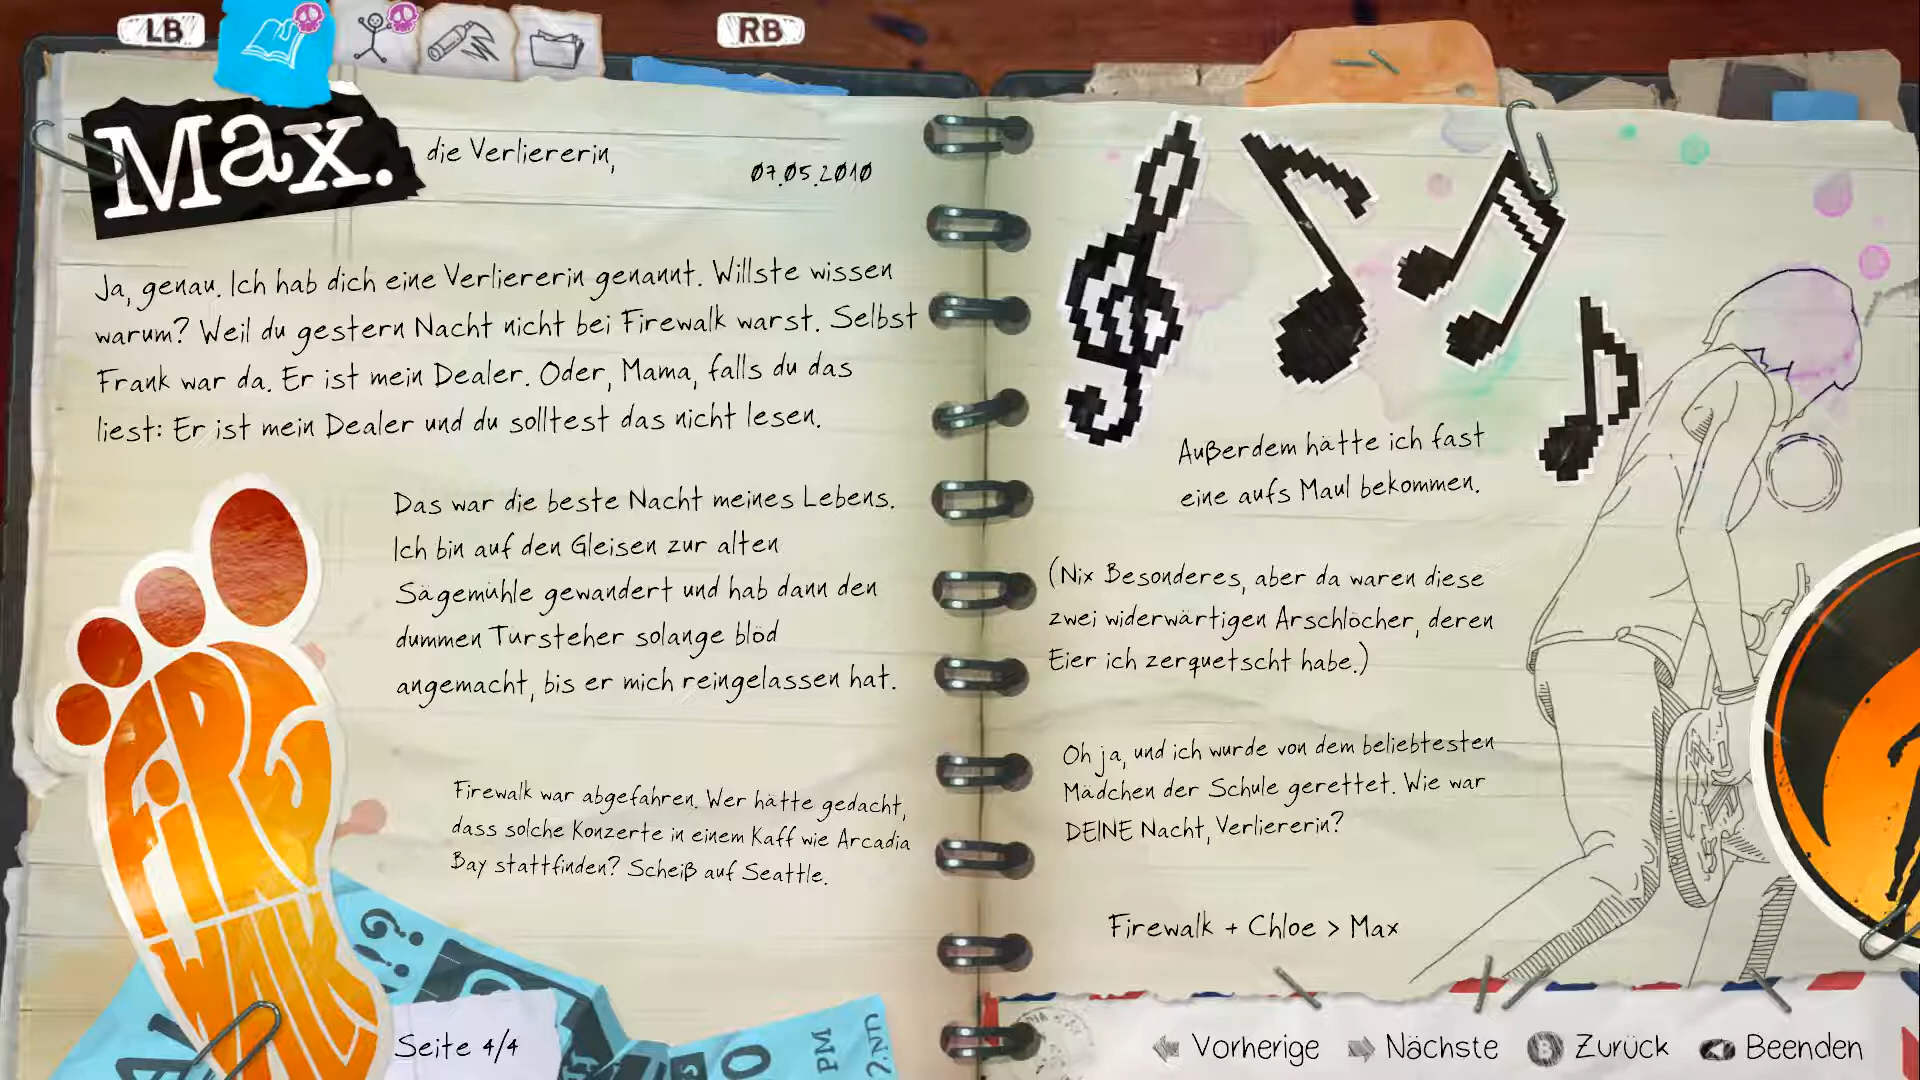 LB
RB
Max.
die Verliererin,
07.05.2010
Ja, genau. Ich hab dich eine Verliererin genannt. Willste wissen
warum? Weil du gestern Nacht nicht bei Firewalk warst. Selbst
Frank war da. Er ist mein Dealer. Oder, Mama, falls du das
liest: Er ist mein Dealer und du solltest das nicht lesen.
Das war die beste Nacht meines Lebens.
Ich bin auf den Gleisen zur alten
Sägemühle gewandert und hab dann den
dummen Türsteher solange blöd
angemacht, bis er mich reingelassen hat.
Firewalk war abgefahren. Wer hätte gedacht,
dass solche Konzerte in einem Kaff wie Arcadia
Bay stattfinden? Scheiß auf Seattle.
FIRE
WALK
PM
Seite 4/4
Außerdem hätte ich fast
eine aufs Maul bekommen.
(Nix Besonderes, aber da waren diese
zwei widerwärtigen Arschlöcher, deren
Eier ich zerquetscht habe.)
Oh ja, und ich wurde von dem beliebtesten
Mädchen der Schule gerettet. Wie war
DEINE Nacht, Verliererin?
Firewalk + Chloe > Max
Vorherige
Nächste
B Zurück
Beenden